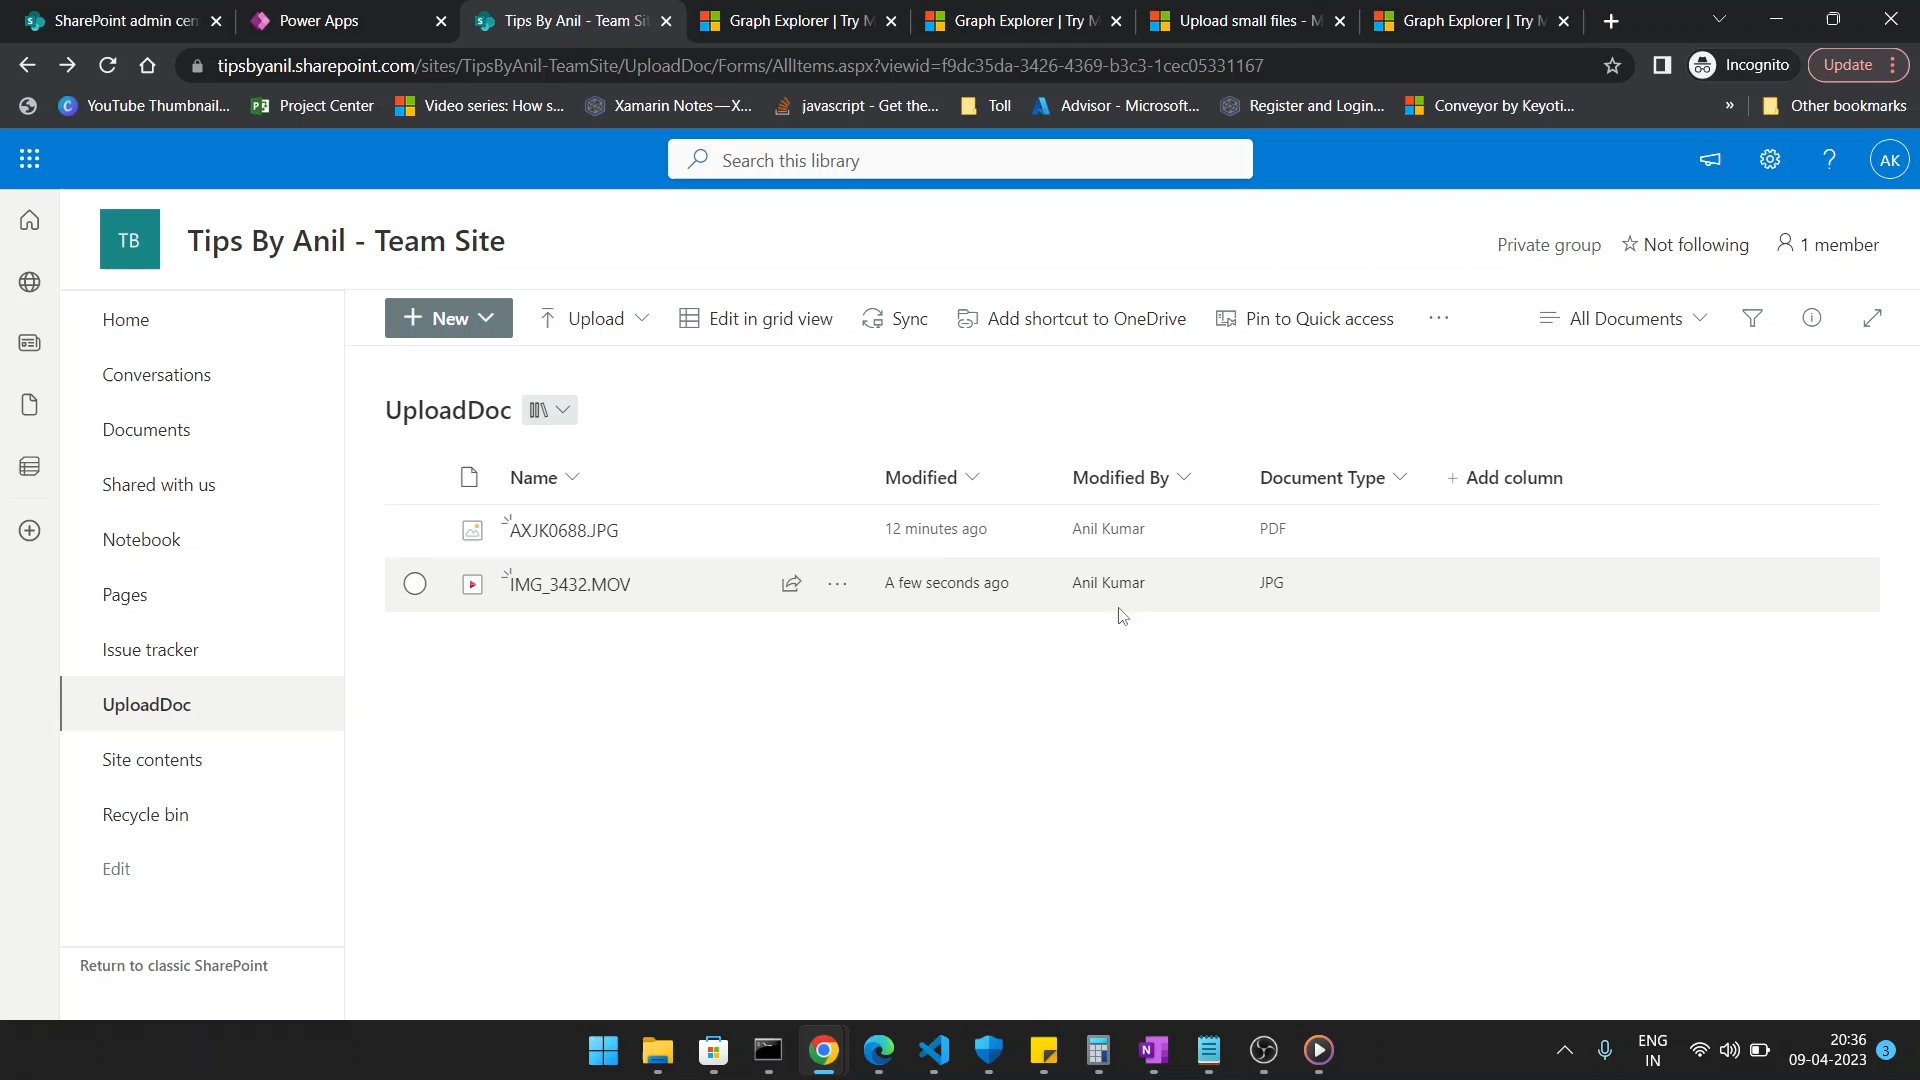 SharePoint admin cen
Power Apps
Tips By Anil - Team Si
Graph Explorer | Try M
Graph Explorer | Try M
Upload small files - M
Graph Explorer | Try M
tipsbyanil.sharepoint.com/sites/TipsByAnil-TeamSite/UploadDoc/Forms/AllItems.aspx?viewid=f9dc35da-3426-4369-b3c3-1cec05331167
Incognito
Update
YouTube Thumbnail...
Project Center
Video series: How s...
Xamarin Notes—X...
javascript - Get the...
Toll
Advisor - Microsoft...
Register and Login...
Conveyor by Keyoti...
»
Other bookmarks
Search this library
AK
TB
Tips By Anil - Team Site
Private group
Not following
1 member
Home
Conversations
Documents
Shared with us
Notebook
Pages
Issue tracker
UploadDoc
Site contents
Recycle bin
Edit
Return to classic SharePoint
New
Upload
Edit in grid view
Sync
Add shortcut to OneDrive
Pin to Quick access
All Documents
UploadDoc
Name
Modified
Modified By
Document Type
Add column
AXJK0688.JPG
12 minutes ago
Anil Kumar
PDF
IMG_3432.MOV
A few seconds ago
Anil Kumar
JPG
ENG
IN
20:36
09-04-2023
3